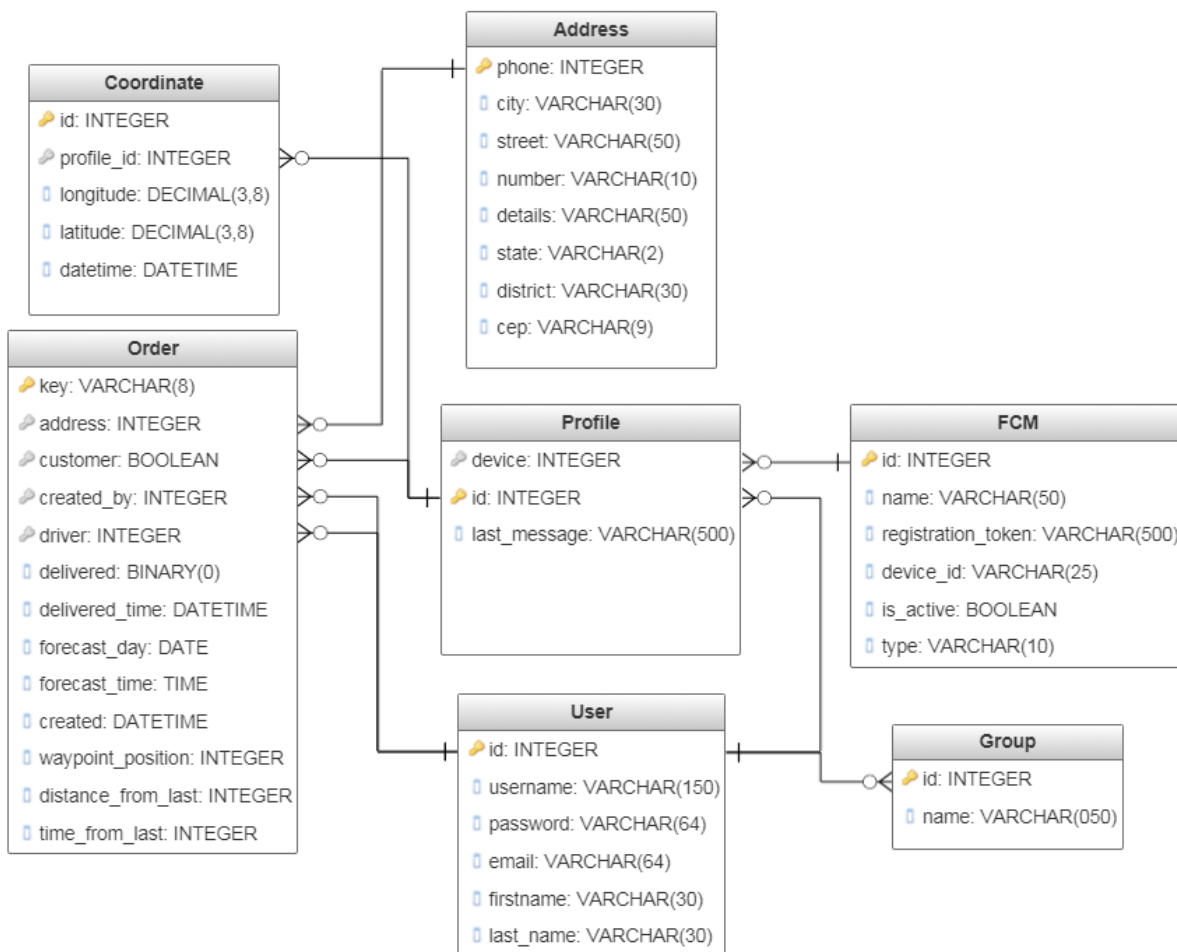 Address
phone: INTEGER
city: VARCHAR(30)
street: VARCHAR(50)
number: VARCHAR(10)
details: VARCHAR(50)
state: VARCHAR(2)
district: VARCHAR(30)
cep: VARCHAR(9)
Coordinate
id: INTEGER
profile_id: INTEGER
longitude: DECIMAL(3,8)
latitude: DECIMAL(3,8)
datetime: DATETIME
Order
key: VARCHAR(8)
address: INTEGER
customer: BOOLEAN
created_by: INTEGER
driver: INTEGER
delivered: BINARY(0)
delivered_time: DATETIME
forecast_day: DATE
forecast_time: TIME
created: DATETIME
waypoint_position: INTEGER
distance_from_last: INTEGER
time_from_last: INTEGER
Profile
device: INTEGER
id: INTEGER
last_message: VARCHAR(500)
FCM
id: INTEGER
name: VARCHAR(50)
registration_token: VARCHAR(500)
device_id: VARCHAR(25)
is_active: BOOLEAN
type: VARCHAR(10)
User
id: INTEGER
username: VARCHAR(150)
password: VARCHAR(64)
email: VARCHAR(64)
firstname: VARCHAR(30)
last_name: VARCHAR(30)
Group
id: INTEGER
name: VARCHAR(050)